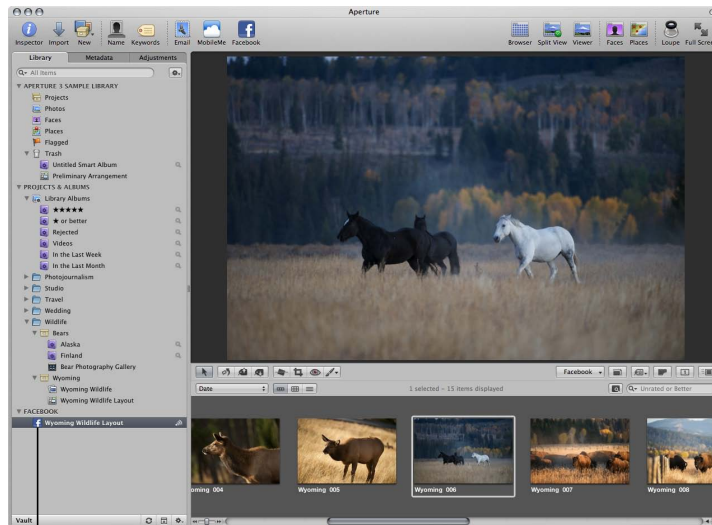 Aperture
Inspector Import New Name Keywords Email MobileMe Facebook Browser Split View Viewer Faces Places Loupe Full Scre
Library Metadata Adjustments
All Items
APERTURE 3 SAMPLE LIBRARY
Projects
Photos
Faces
Places
Flagged
Trash
Untitled Smart Album
Preliminary Arrangement
PROJECTS & ALBUMS
Library Albums
★★★★★
★ or better
Rejected
Videos
In the Last Week
In the Last Month
Photojournalism
Studio
Travel
Wedding
Wildlife
Bears
Alaska
Finland
Bear Photography Gallery
Wyoming
Wyoming Wildlife
Wyoming Wildlife Layout
FACEBOOK
Wyoming Wildlife Layout
Vault
Facebook
Date 1 selected - 15 items displayed Unrated or Better
oming 004 Wyoming 005 Wyoming 006 Wyoming 007 Wyoming 008